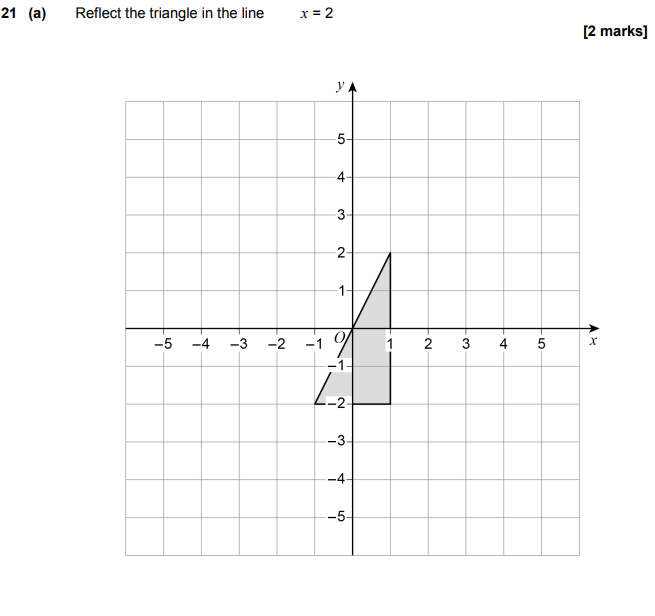 21 (a) Reflect the triangle in the line x = 2
[2 marks]
y
5
4
3
2
1
−5 −4 −3 −2 −1 O 1 2 3 4 5 x
−1
−2
−3
−4
−5